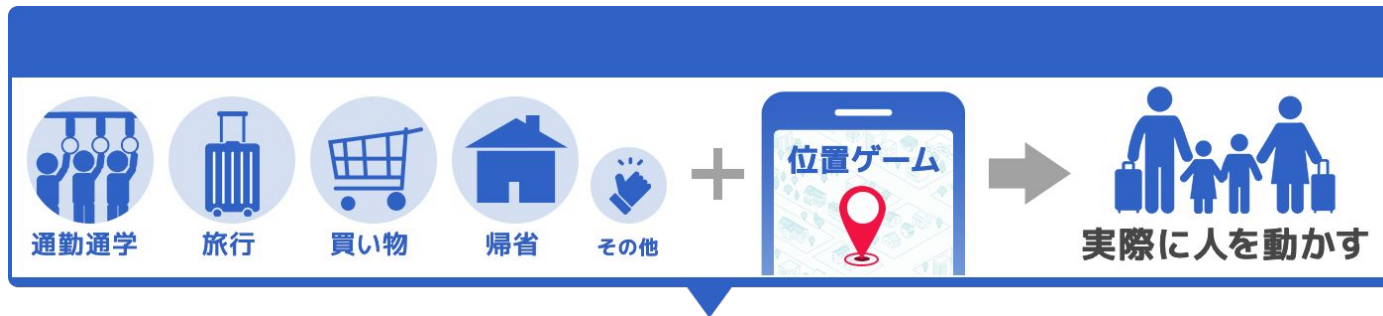 通勤通学
旅行
買い物
帰省
その他
位置ゲーム
実際に人を動かす